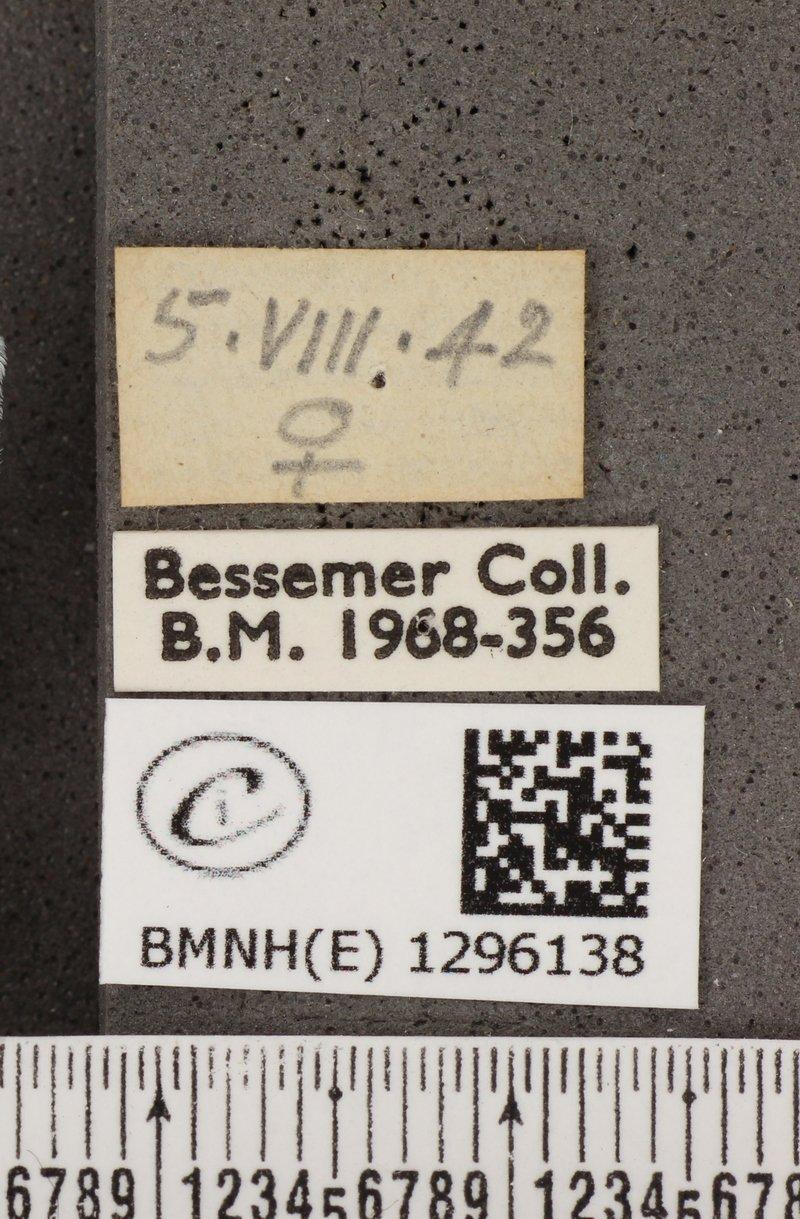 5.VIII.42
♀
Bessemer Coll.
B.M. 1968-356
C i
BMNH(E) 1296138
6789 123456789 12345678